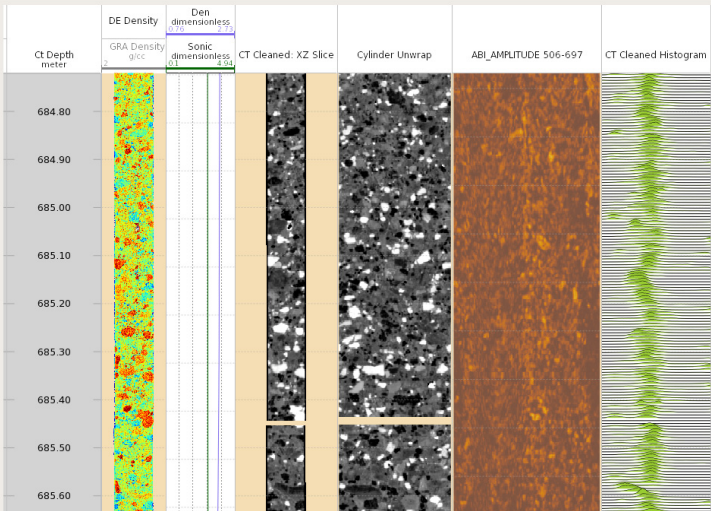 DE Density
Den
dimensionless
0.76 2.73
GRA Density
g/cc
2
Sonic
dimensionless
0.1 4.94
Ct Depth
meter
CT Cleaned: XZ Slice
Cylinder Unwrap
ABI_AMPLITUDE 506-697
CT Cleaned Histogram
684.80
684.90
685.00
685.10
685.20
685.30
685.40
685.50
685.60